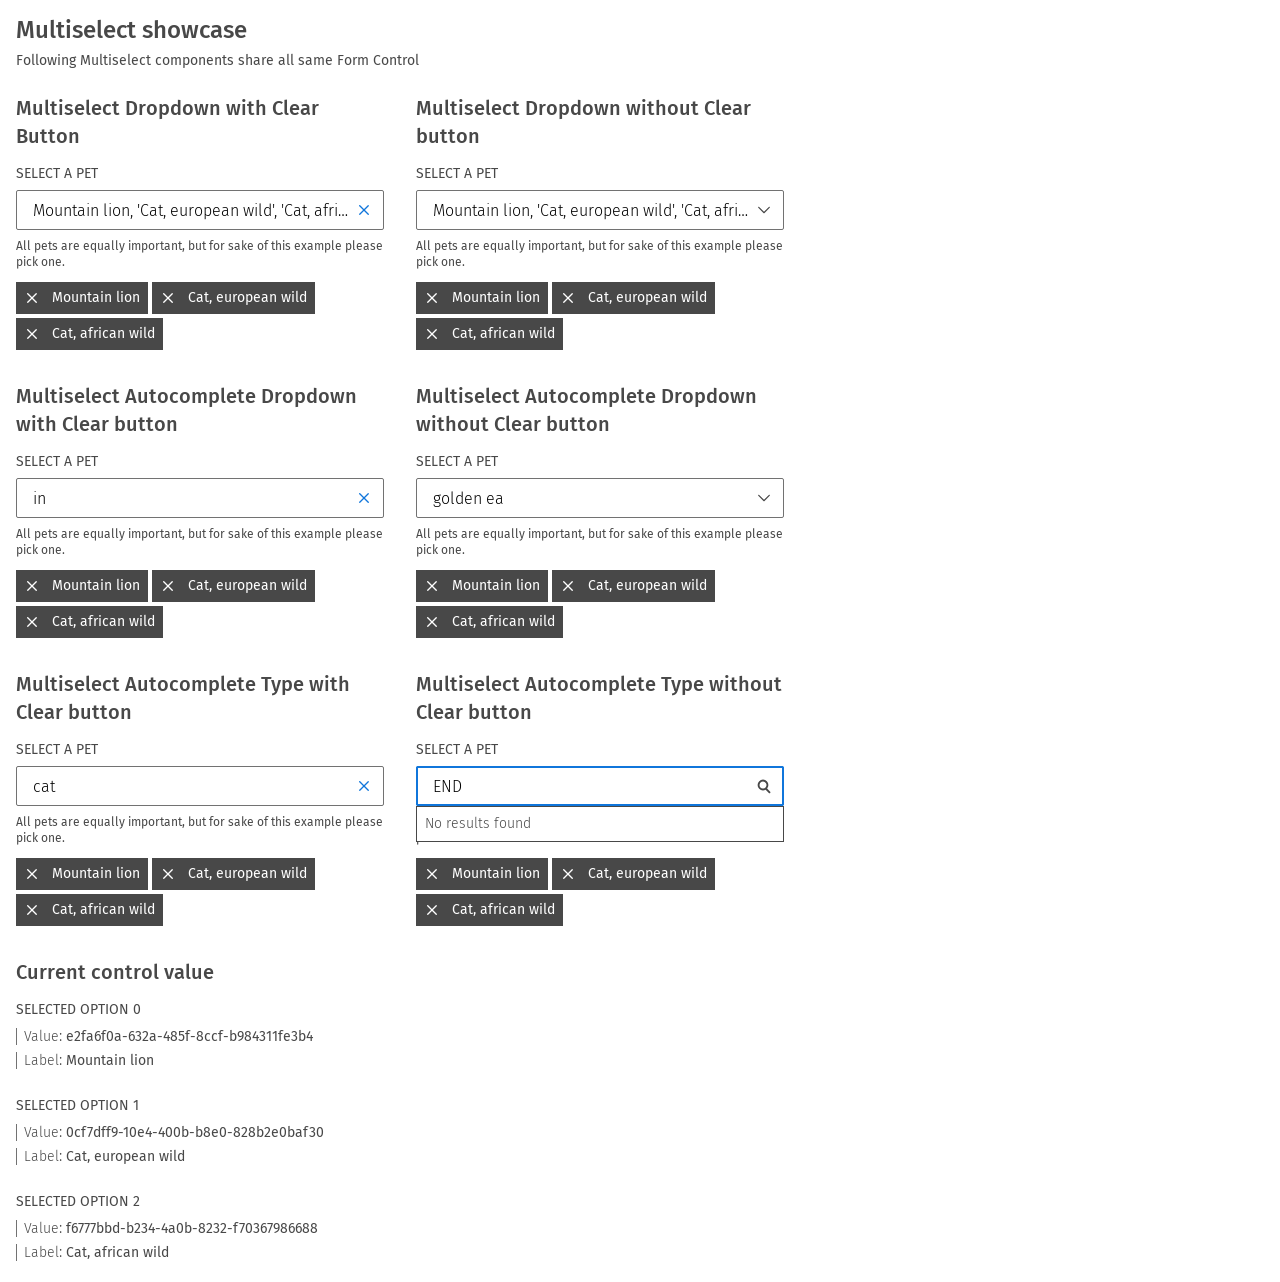 Multiselect showcase
Following Multiselect components share all same Form Control
Multiselect Dropdown with Clear
Button
SELECT A PET
Mountain lion, 'Cat, european wild', 'Cat, afri...
All pets are equally important, but for sake of this example please
pick one.
Mountain lion
Cat, european wild
Cat, african wild
Multiselect Dropdown without Clear
button
SELECT A PET
Mountain lion, 'Cat, european wild', 'Cat, afri...
All pets are equally important, but for sake of this example please
pick one.
Mountain lion
Cat, european wild
Cat, african wild
Multiselect Autocomplete Dropdown
with Clear button
SELECT A PET
in
All pets are equally important, but for sake of this example please
pick one.
Mountain lion
Cat, european wild
Cat, african wild
Multiselect Autocomplete Dropdown
without Clear button
SELECT A PET
golden ea
All pets are equally important, but for sake of this example please
pick one.
Mountain lion
Cat, european wild
Cat, african wild
Multiselect Autocomplete Type with
Clear button
SELECT A PET
cat
All pets are equally important, but for sake of this example please
pick one.
Mountain lion
Cat, european wild
Cat, african wild
Multiselect Autocomplete Type without
Clear button
SELECT A PET
END
No results found
Mountain lion
Cat, european wild
Cat, african wild
Current control value
SELECTED OPTION 0
Value: e2fa6f0a-632a-485f-8ccf-b984311fe3b4
Label: Mountain lion
SELECTED OPTION 1
Value: 0cf7dff9-10e4-400b-b8e0-828b2e0baf30
Label: Cat, european wild
SELECTED OPTION 2
Value: f6777bbd-b234-4a0b-8232-f70367986688
Label: Cat, african wild